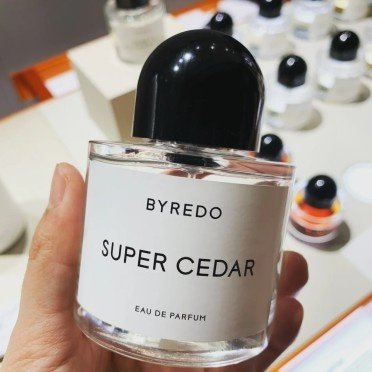 BYREDO
SUPER CEDAR
EAU DE PARFUM